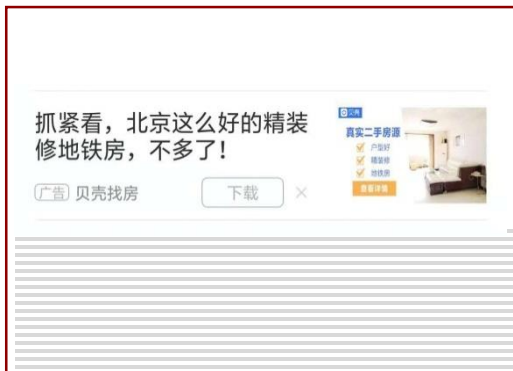 抓紧看，北京这么好的精装
修地铁房，不多了！
广告 贝壳找房
下载
贝壳
真实二手房源
户型好
精装修
地铁房
查看详情